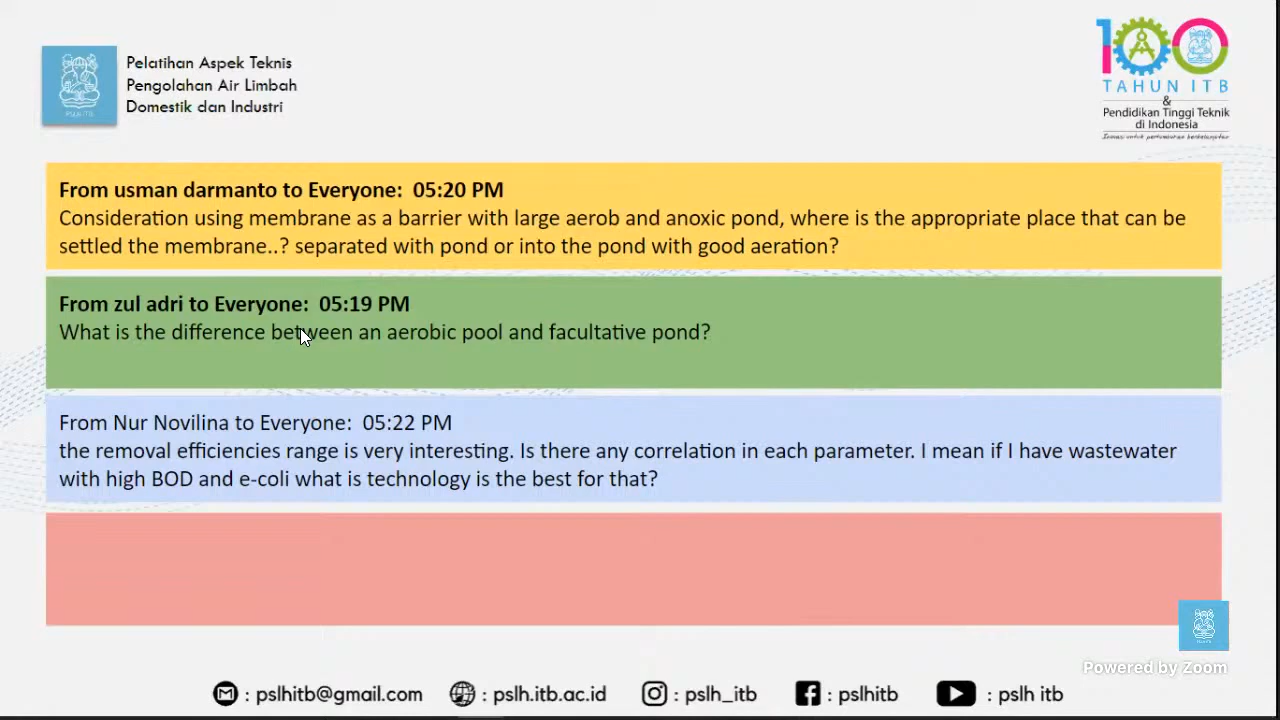 Pelatihan Aspek Teknis
Pengolahan Air Limbah
Domestik dan Industri
PSLH ITB
100
TAHUN ITB
&
Pendidikan Tinggi Teknik
di Indonesia
From usman darmanto to Everyone: 05:20 PM
Consideration using membrane as a barrier with large aerob and anoxic pond, where is the appropriate place that can be
settled the membrane..? separated with pond or into the pond with good aeration?
From zul adri to Everyone: 05:19 PM
What is the difference between an aerobic pool and facultative pond?
From Nur Novilina to Everyone: 05:22 PM
the removal efficiencies range is very interesting. Is there any correlation in each parameter. I mean if I have wastewater
with high BOD and e-coli what is technology is the best for that?
Powered by Zoom
: pslhitb@gmail.com : pslh.itb.ac.id : pslh_itb : pslhitb : pslh itb